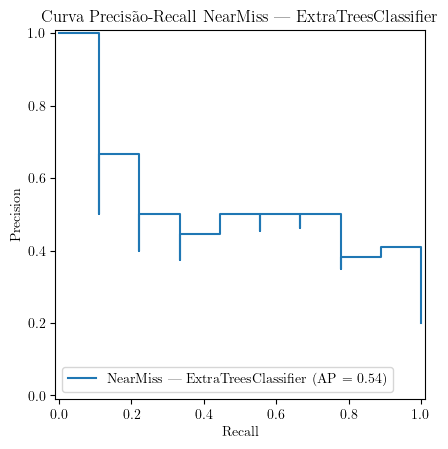 Curva Precisão-Recall NearMiss — ExtraTreesClassifier
1.0
0.8
0.6
0.4
0.2
0.0
Precision
NearMiss — ExtraTreesClassifier (AP = 0.54)
0.0 0.2 0.4 0.6 0.8 1.0
Recall